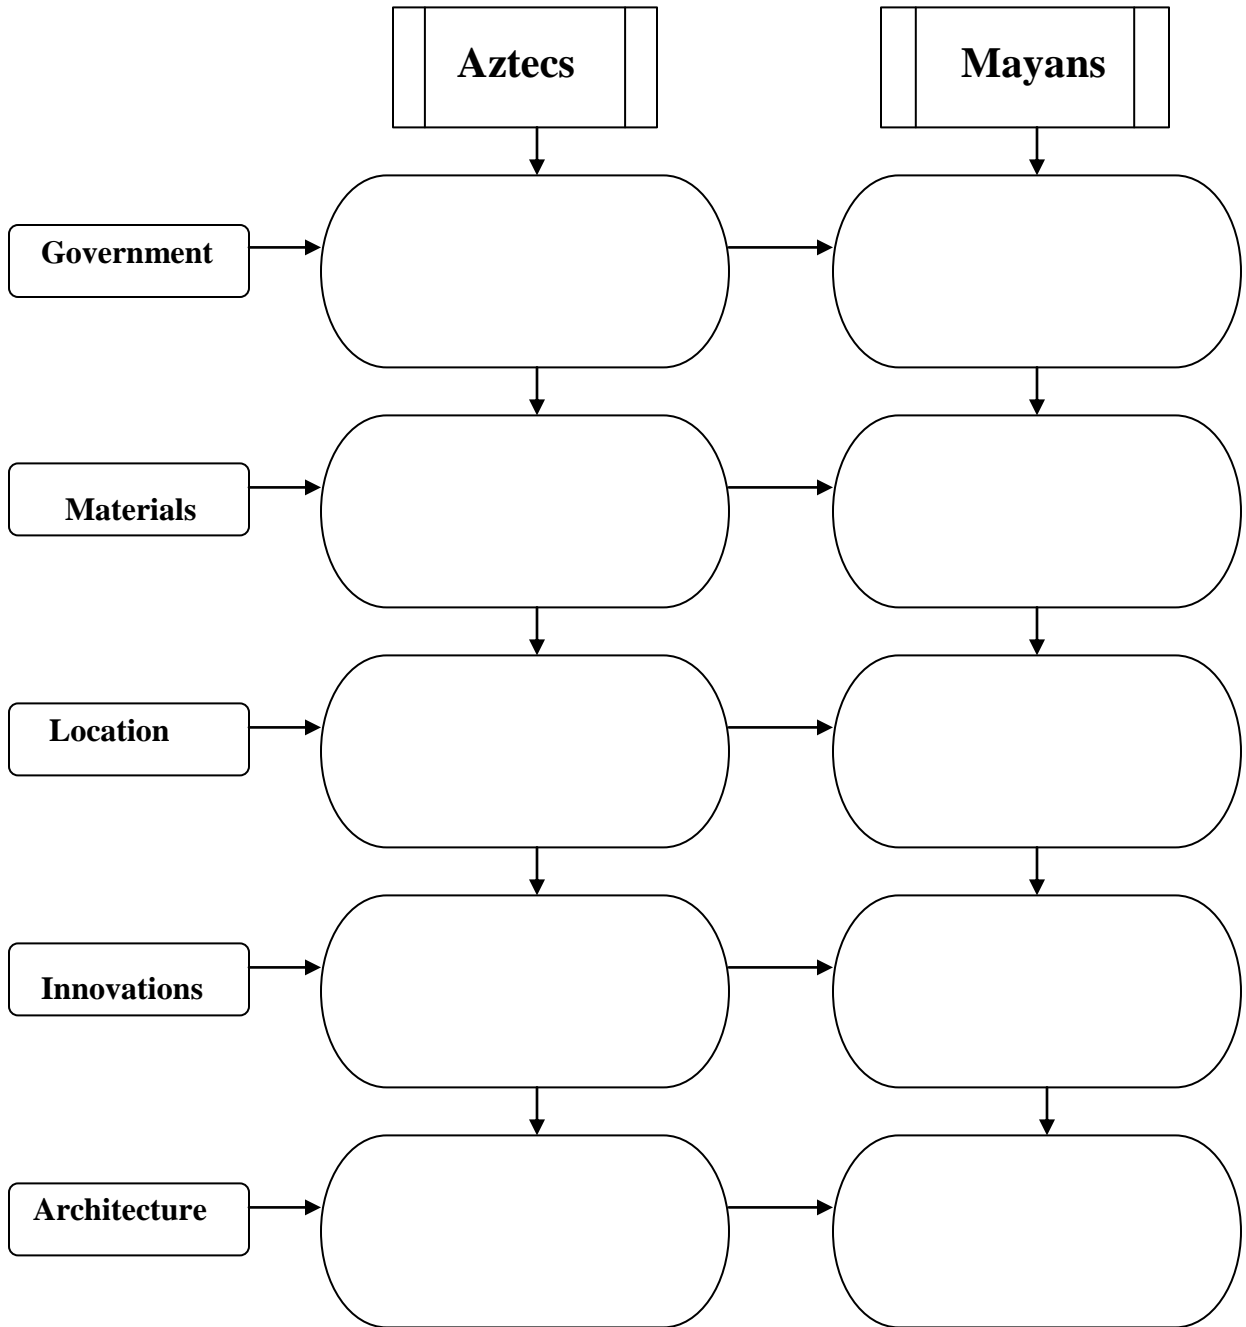 Aztecs
Mayans
Government
Materials
Location
Innovations
Architecture